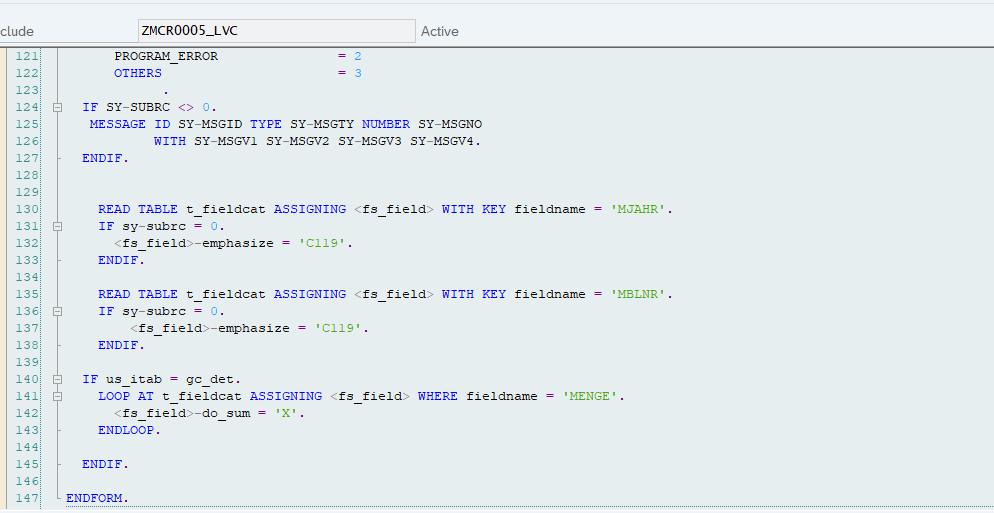 clude ZMCR0005_LVC Active
121 PROGRAM_ERROR = 2
122 OTHERS = 3
123 .
124 IF SY-SUBRC <> 0.
125 MESSAGE ID SY-MSGID TYPE SY-MSGTY NUMBER SY-MSGNO
126 WITH SY-MSGV1 SY-MSGV2 SY-MSGV3 SY-MSGV4.
127 ENDIF.
128
129
130 READ TABLE t_fieldcat ASSIGNING <fs_field> WITH KEY fieldname = 'MJAHR'.
131 IF sy-subrc = 0.
132 <fs_field>-emphasize = 'C119'.
133 ENDIF.
134
135 READ TABLE t_fieldcat ASSIGNING <fs_field> WITH KEY fieldname = 'MBLNR'.
136 IF sy-subrc = 0.
137 <fs_field>-emphasize = 'C119'.
138 ENDIF.
139
140 IF us_itab = gc_det.
141 LOOP AT t_fieldcat ASSIGNING <fs_field> WHERE fieldname = 'MENGE'.
142 <fs_field>-do_sum = 'X'.
143 ENDLOOP.
144
145 ENDIF.
146
147 ENDFORM.